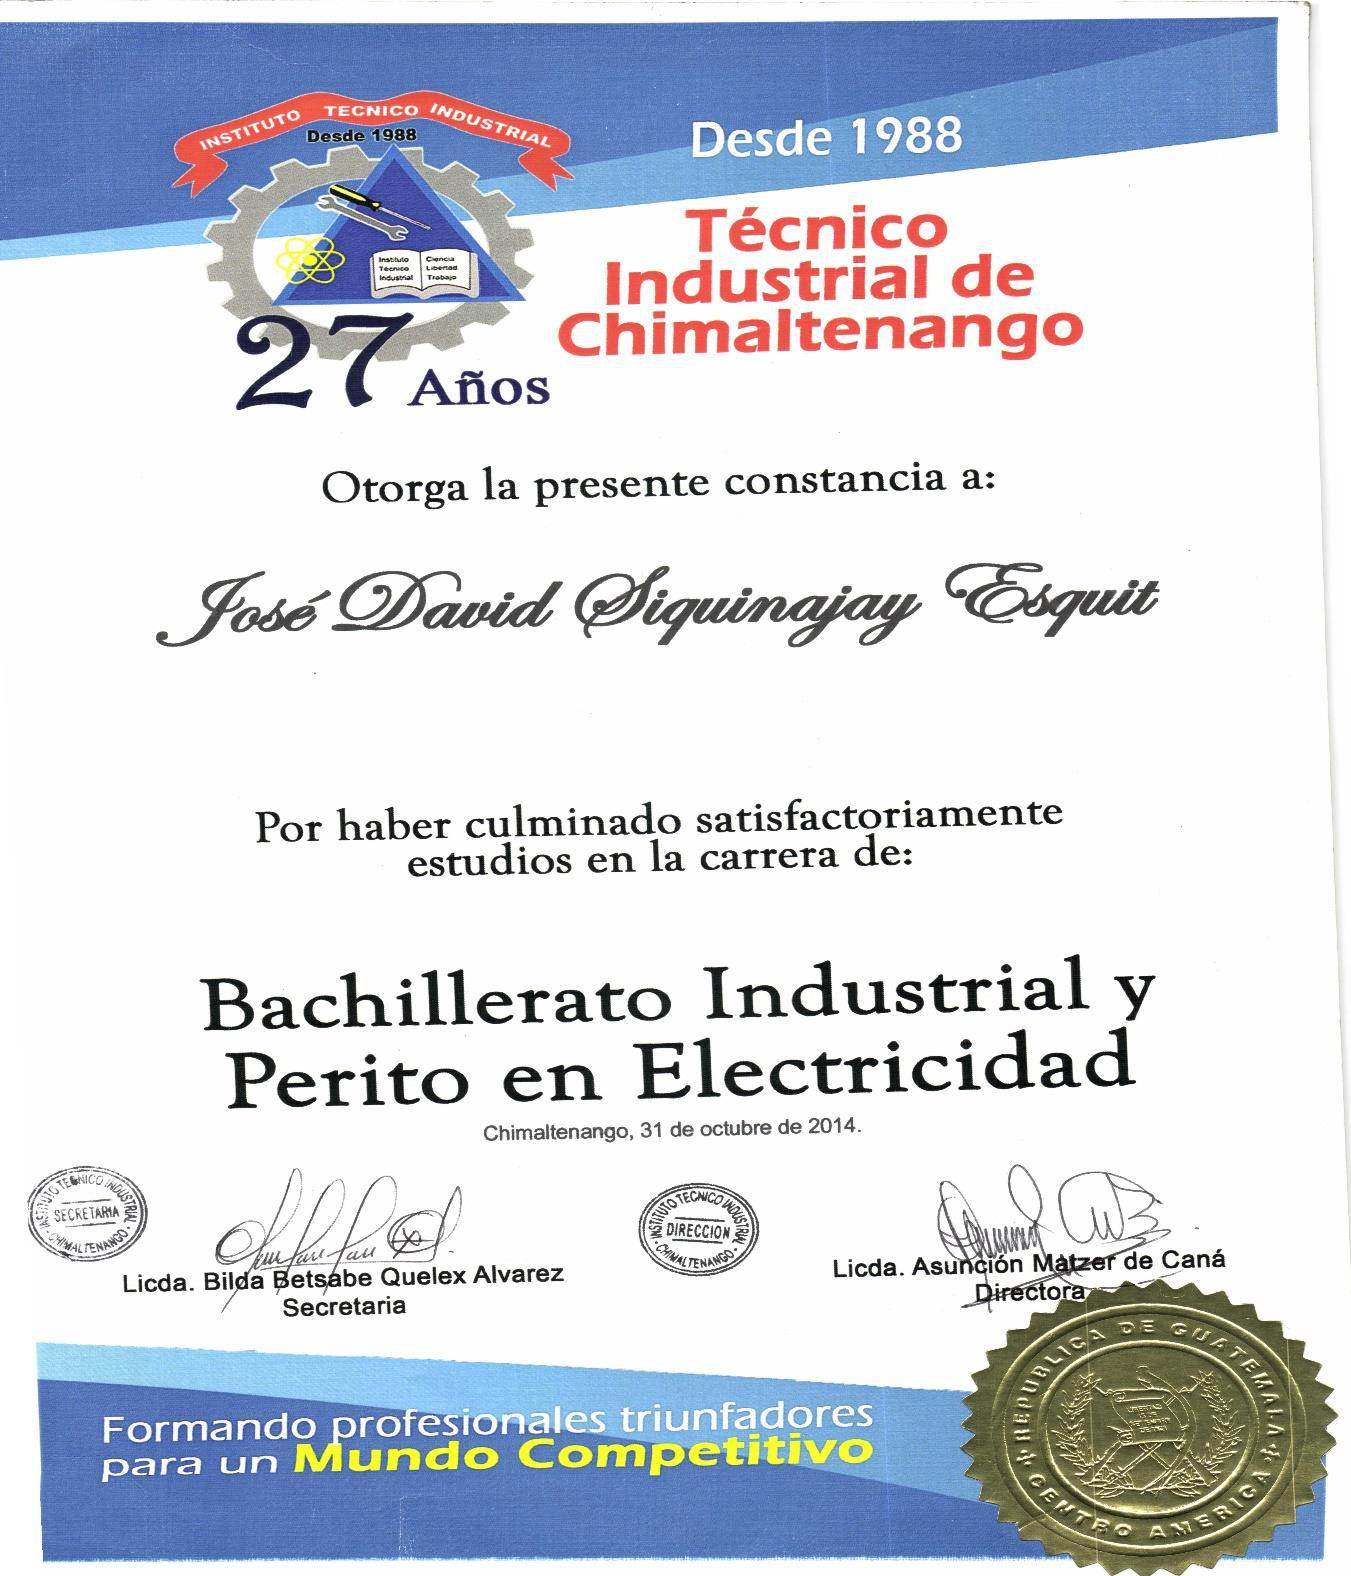 INSTITUTO TECNICO INDUSTRIAL
Desde 1988
Desde 1988
Instituto
Técnico
Industrial
Ciencia
Libertad
Trabajo
27 Años
Técnico
Industrial de
Chimaltenango
Otorga la presente constancia a:
José David Siquinajay Esquit
Por haber culminado satisfactoriamente
estudios en la carrera de:
Bachillerato Industrial y
Perito en Electricidad
Chimaltenango, 31 de octubre de 2014.
INSTITUTO TECNICO INDUSTRIAL
SECRETARIA
CHIMALTENANGO
INSTITUTO TECNICO INDUSTRIAL
DIRECCION
CHIMALTENANGO
Licda. Bilda Betsabe Quelex Alvarez
Secretaria
Licda. Asunción Matzer de Caná
Directora
Formando profesionales triunfadores
para un Mundo Competitivo
REPUBLICA DE GUATEMALA
CENTRO AMERICA